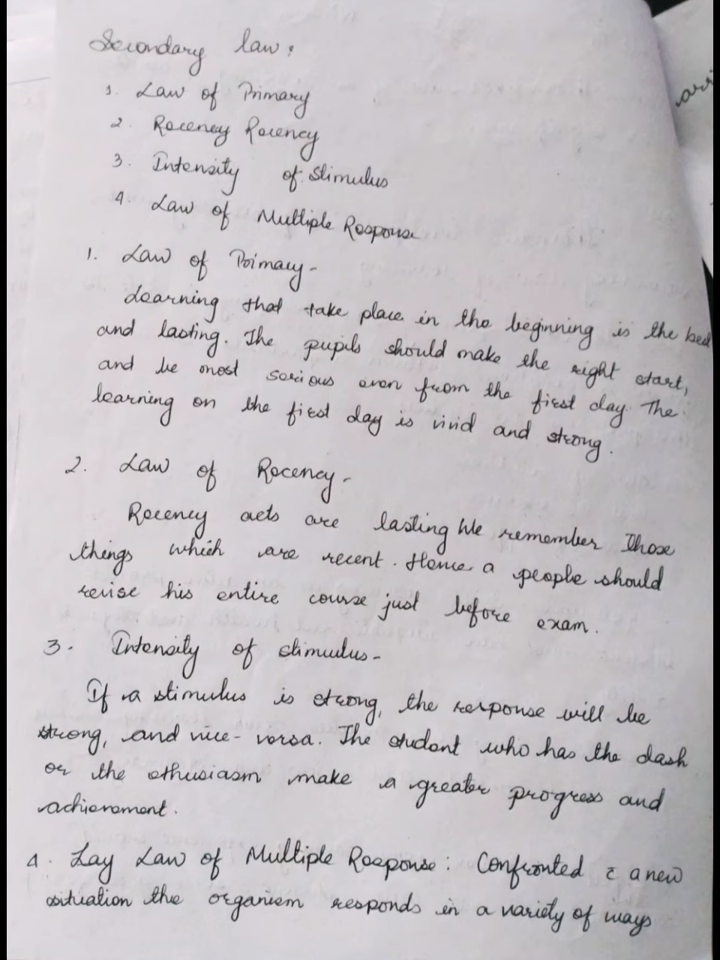 Secondary law:
1. Law of Primary
2. Recency Recency
3. Intensity of Stimulus
4. Law of Multiple Response
1. Law of Primary -
Learning that take place in the beginning is the best
and lasting. The pupils should make the right start,
and be most serious even from the first day. The
learning on the first day is vivid and strong.
2. Law of Recency -
Recency acts are lasting We remember those
things which are recent. Hence a people should
revise his entire course just before exam.
3. Intensity of stimulus -
If a stimulus is strong, the response will be
strong, and vice-versa. The student who has the dash
or the ethusiasm make a greater progress and
achievement.
4. Lay Law of Multiple Response: Confronted c a new
situation the organism responds in a variety of ways